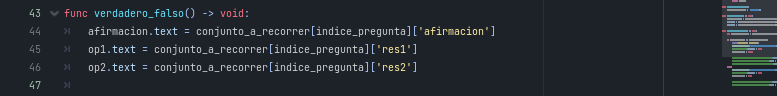 43 func verdadero_falso() -> void:
44 afirmacion.text = conjunto_a_recorrer[indice_pregunta]['afirmacion']
45 op1.text = conjunto_a_recorrer[indice_pregunta]['res1']
46 op2.text = conjunto_a_recorrer[indice_pregunta]['res2']
47